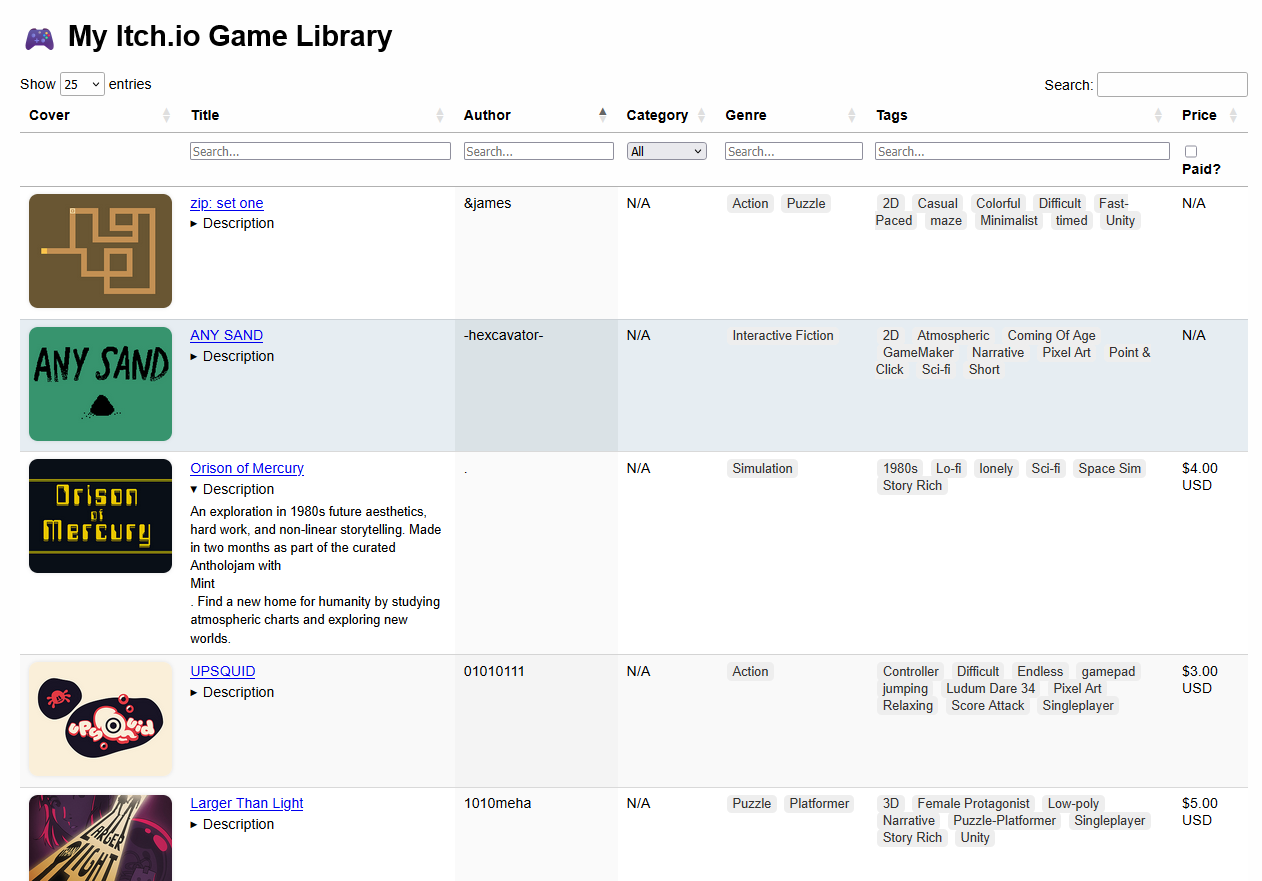 My Itch.io Game Library
Show 25 entries
Search:
Cover Title Author Category Genre Tags Price
Search... Search... All Search... Search...
Paid?
zip: set one &james N/A Action Puzzle 2D Casual Colorful Difficult Fast- N/A
▸ Description Paced maze Minimalist timed Unity
ANY SAND
ANY SAND -hexcavator- N/A Interactive Fiction 2D Atmospheric Coming Of Age N/A
▸ Description GameMaker Narrative Pixel Art Point &
Click Sci-fi Short
Orison
of
Mercury
Orison of Mercury . N/A Simulation 1980s Lo-fi lonely Sci-fi Space Sim $4.00
▾ Description Story Rich USD
An exploration in 1980s future aesthetics,
hard work, and non-linear storytelling. Made
in two months as part of the curated
Antholojam with
Mint
. Find a new home for humanity by studying
atmospheric charts and exploring new
worlds.
upsquid
UPSQUID 01010111 N/A Action Controller Difficult Endless gamepad $3.00
▸ Description jumping Ludum Dare 34 Pixel Art USD
Relaxing Score Attack Singleplayer
LARGER
THAN
LIGHT
Larger Than Light 1010meha N/A Puzzle Platformer 3D Female Protagonist Low-poly $5.00
▸ Description Narrative Puzzle-Platformer Singleplayer USD
Story Rich Unity